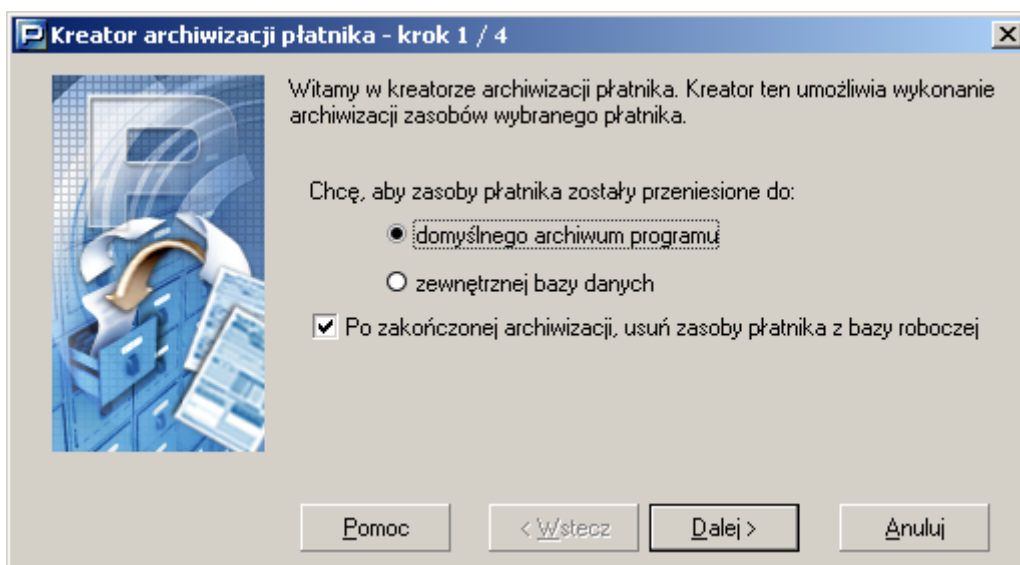 Kreator archiwizacji płatnika - krok 1 / 4
Witamy w kreatorze archiwizacji płatnika. Kreator ten umożliwia wykonanie
archiwizacji zasobów wybranego płatnika.
Chcę, aby zasoby płatnika zostały przeniesione do:
domyślnego archiwum programu
zewnętrznej bazy danych
Po zakończonej archiwizacji, usuń zasoby płatnika z bazy roboczej
Pomoc
< Wstecz
Dalej >
Anuluj